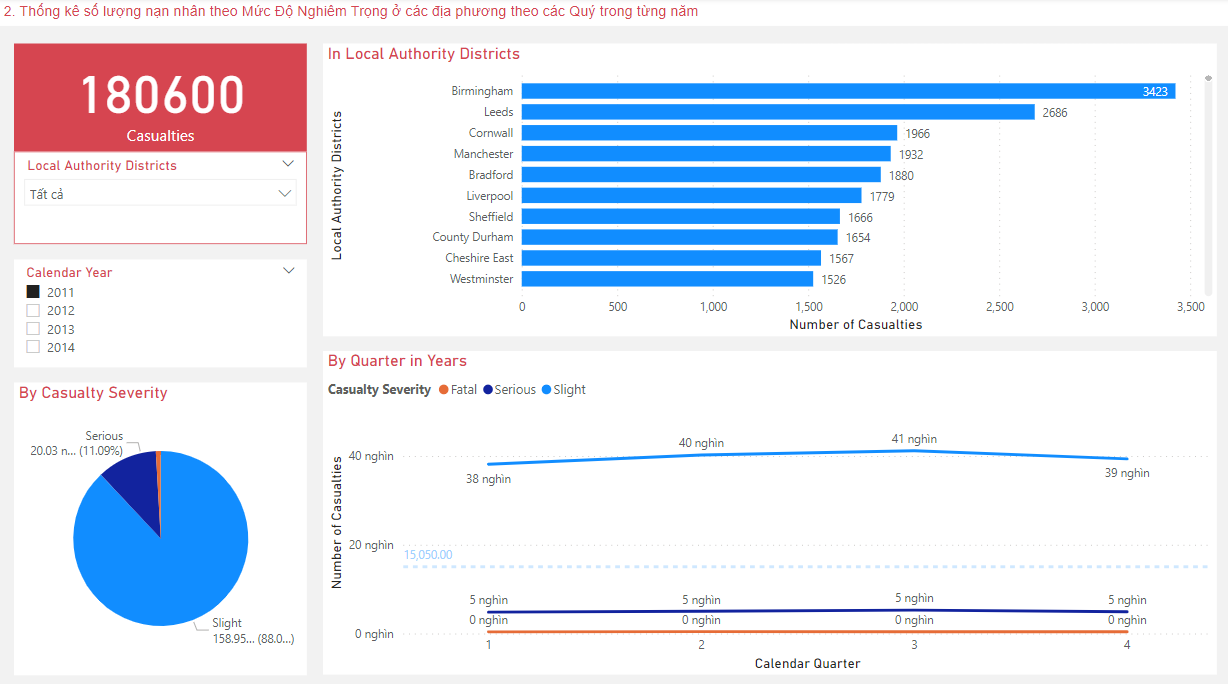 2. Thống kê số lượng nạn nhân theo Mức Độ Nghiêm Trọng ở các địa phương theo các Quý trong từng năm
180600
Casualties
Local Authority Districts
Tất cả
Calendar Year
2011
2012
2013
2014
By Casualty Severity
Serious
20.03 n... (11.09%)
Slight
158.95... (88.0...)
In Local Authority Districts
Local Authority Districts
Birmingham 3423
Leeds 2686
Cornwall 1966
Manchester 1932
Bradford 1880
Liverpool 1779
Sheffield 1666
County Durham 1654
Cheshire East 1567
Westminster 1526
0 500 1,000 1,500 2,000 2,500 3,000 3,500
Number of Casualties
By Quarter in Years
Casualty Severity Fatal Serious Slight
Number of Casualties
40 nghìn
20 nghìn
0 nghìn
38 nghìn 40 nghìn 41 nghìn 39 nghìn
15,050.00
5 nghìn 5 nghìn 5 nghìn 5 nghìn
0 nghìn 0 nghìn 0 nghìn 0 nghìn
1 2 3 4
Calendar Quarter